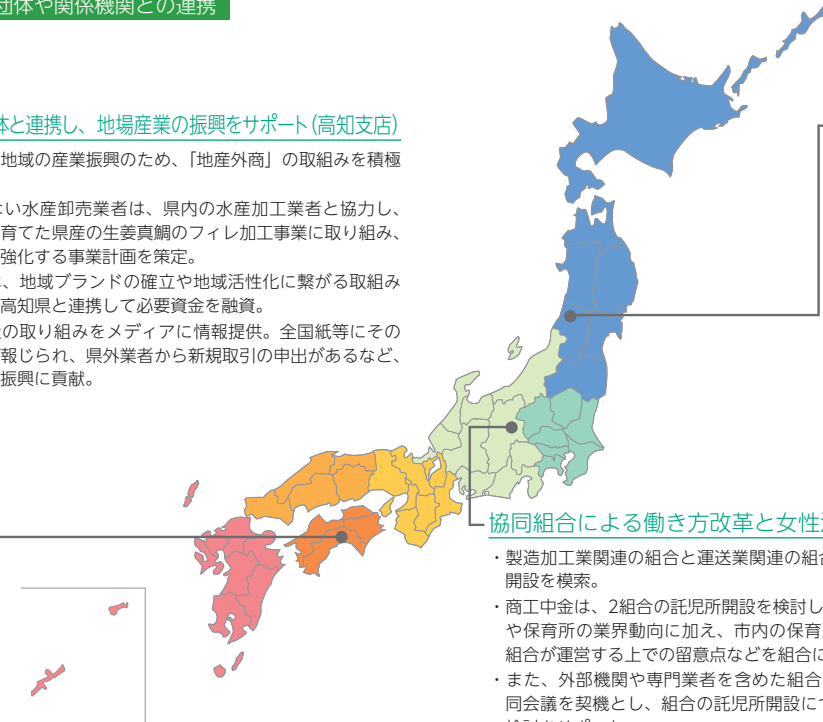 団体や関係機関との連携
体と連携し、地場産業の振興をサポート(高知支店)
地域の産業振興のため、「地産外商」の取組みを積極
ない水産卸売業者は、県内の水産加工業者と協力し、
育てた県産の生姜真鯛のフィレ加工事業に取り組み、
強化する事業計画を策定。
、地域ブランドの確立や地域活性化に繋がる取組み
高知県と連携して必要資金を融資。
の取り組みをメディアに情報提供。全国紙等にその
報じられ、県外業者から新規取引の申出があるなど、
振興に貢献。
協同組合による働き方改革と女性
・製造加工業関連の組合と運送業関連の組合
開設を模索。
・商工中金は、2組合の託児所開設を検討し
や保育所の業界動向に加え、市内の保育
組合が運営する上での留意点などを組合に
・また、外部機関や専門業者を含めた組合
同会議を契機とし、組合の託児所開設に